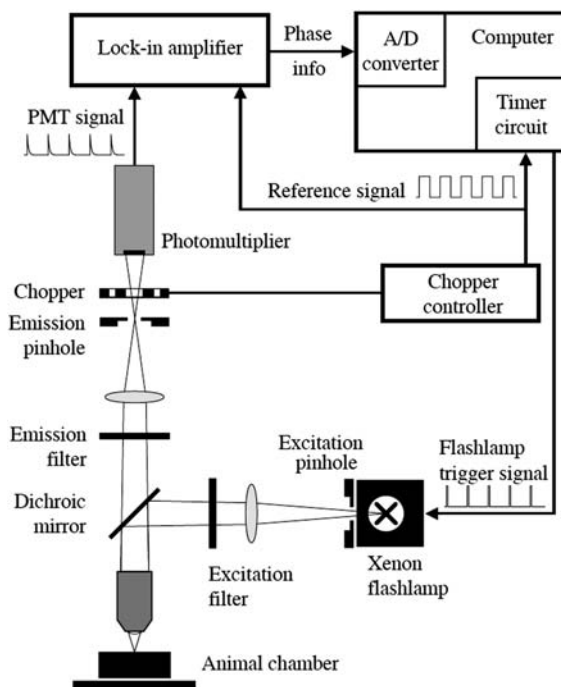 Lock-in amplifier
Phase
info
A/D
converter
Computer
Timer
circuit
PMT signal
Reference signal
Photomultiplier
Chopper
Chopper
controller
Emission
pinhole
Emission
filter
Excitation
pinhole
Flashlamp
trigger signal
Dichroic
mirror
Excitation
filter
Xenon
flashlamp
Animal chamber